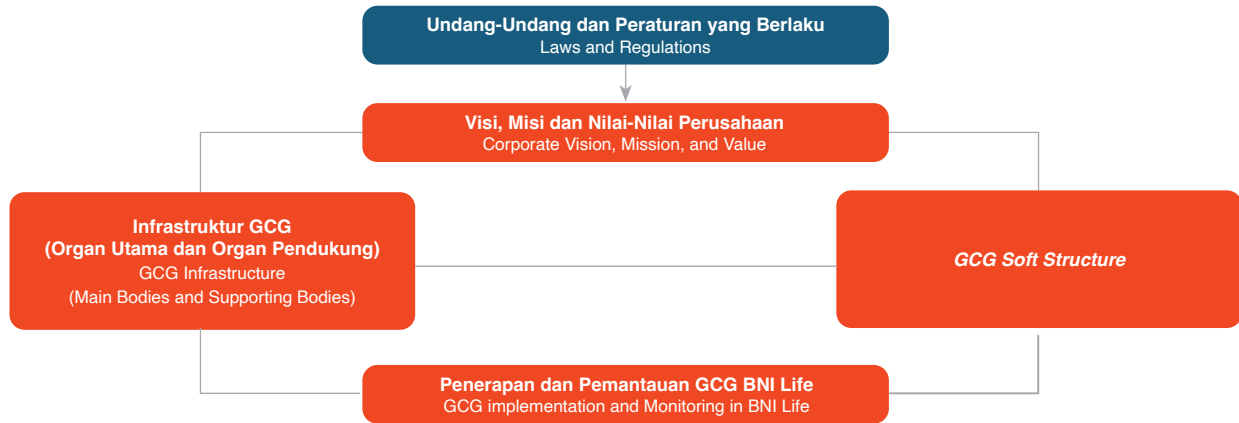 Undang-Undang dan Peraturan yang Berlaku
Laws and Regulations
Visi, Misi dan Nilai-Nilai Perusahaan
Corporate Vision, Mission, and Value
Infrastruktur GCG
(Organ Utama dan Organ Pendukung)
GCG Infrastructure
(Main Bodies and Supporting Bodies)
GCG Soft Structure
Penerapan dan Pemantauan GCG BNI Life
GCG implementation and Monitoring in BNI Life